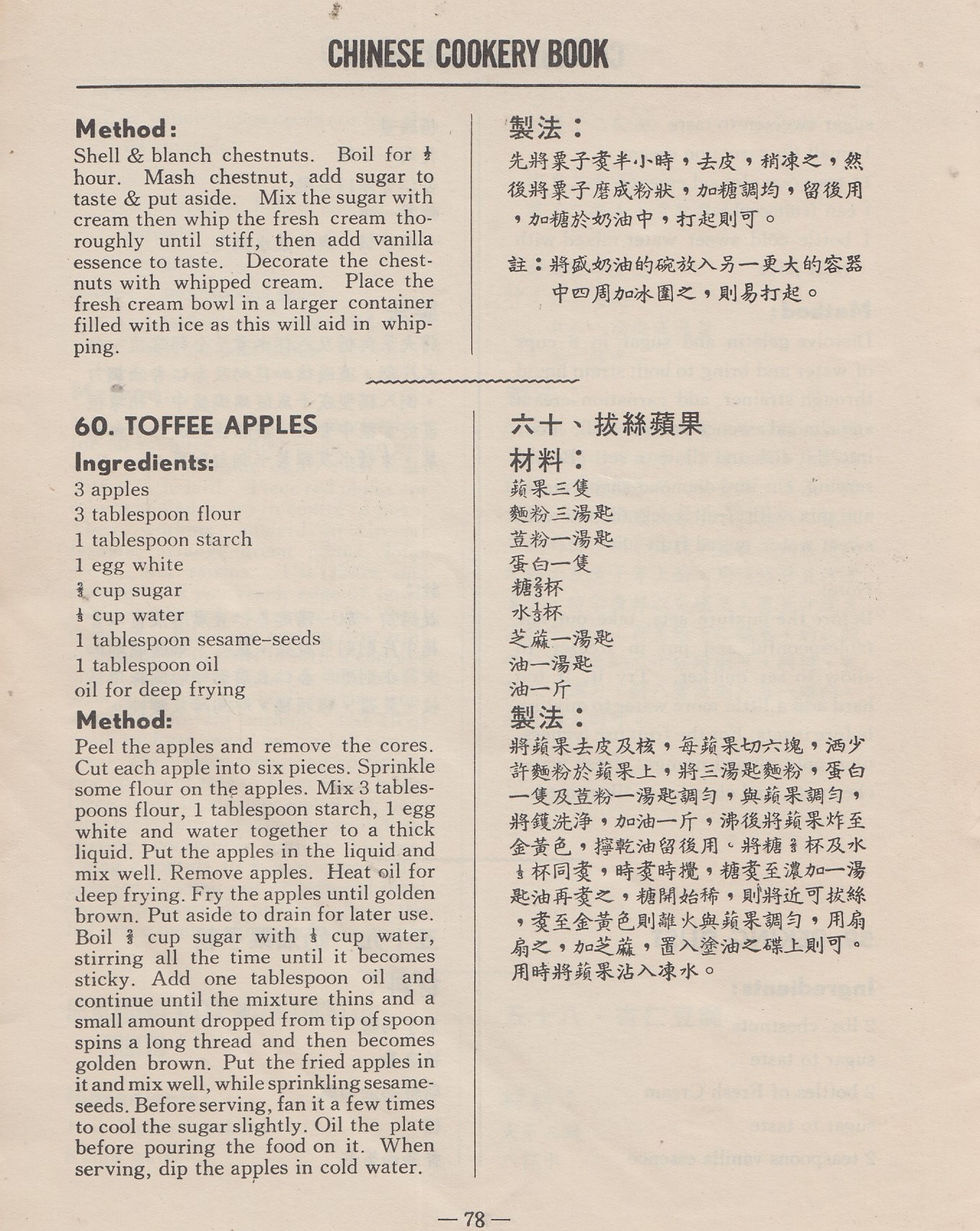 CHINESE COOKERY BOOK
Method:
Shell & blanch chestnuts. Boil for ½
hour. Mash chestnut, add sugar to
taste & put aside. Mix the sugar with
cream then whip the fresh cream tho-
roughly until stiff, then add vanilla
essence to taste. Decorate the chest-
nuts with whipped cream. Place the
fresh cream bowl in a larger container
filled with ice as this will aid in whip-
ping.
製法：
先將栗子煑半小時，去皮，稍凍之，然
後將栗子磨成粉狀，加糖調均，留後用
，加糖於奶油中，打起則可。
註：將盛奶油的碗放入另一更大的容器
中四周加冰圍之，則易打起。
60. TOFFEE APPLES
Ingredients:
3 apples
3 tablespoon flour
1 tablespoon starch
1 egg white
⅔ cup sugar
⅓ cup water
1 tablespoon sesame-seeds
1 tablespoon oil
oil for deep frying
Method:
Peel the apples and remove the cores.
Cut each apple into six pieces. Sprinkle
some flour on the apples. Mix 3 tables-
poons flour, 1 tablespoon starch, 1 egg
white and water together to a thick
liquid. Put the apples in the liquid and
mix well. Remove apples. Heat oil for
deep frying. Fry the apples until golden
brown. Put aside to drain for later use.
Boil ⅔ cup sugar with ⅓ cup water,
stirring all the time until it becomes
sticky. Add one tablespoon oil and
continue until the mixture thins and a
small amount dropped from tip of spoon
spins a long thread and then becomes
golden brown. Put the fried apples in
it and mix well, while sprinkling sesame-
seeds. Before serving, fan it a few times
to cool the sugar slightly. Oil the plate
before pouring the food on it. When
serving, dip the apples in cold water.
六十、拔絲蘋果
材料：
蘋果三隻
麵粉三湯匙
荳粉一湯匙
蛋白一隻
糖⅔杯
水⅓杯
芝蔴一湯匙
油一湯匙
油一斤
製法：
將蘋果去皮及核，每蘋果切六塊，洒少
許麵粉於蘋果上，將三湯匙麵粉，蛋白
一隻及荳粉一湯匙調勻，與蘋果調勻，
將鑊洗净，加油一斤，沸後將蘋果炸至
金黃色，擰乾油留後用。將糖⅔杯及水
⅓杯同煑，時煑時攪，糖煑至濃加一湯
匙油再煑之，糖開始稀，則將近可拔絲
，煑至金黃色則離火與蘋果調勻，用扇
扇之，加芝蔴，置入塗油之碟上則可。
用時將蘋果沾入凍水。
— 78 —